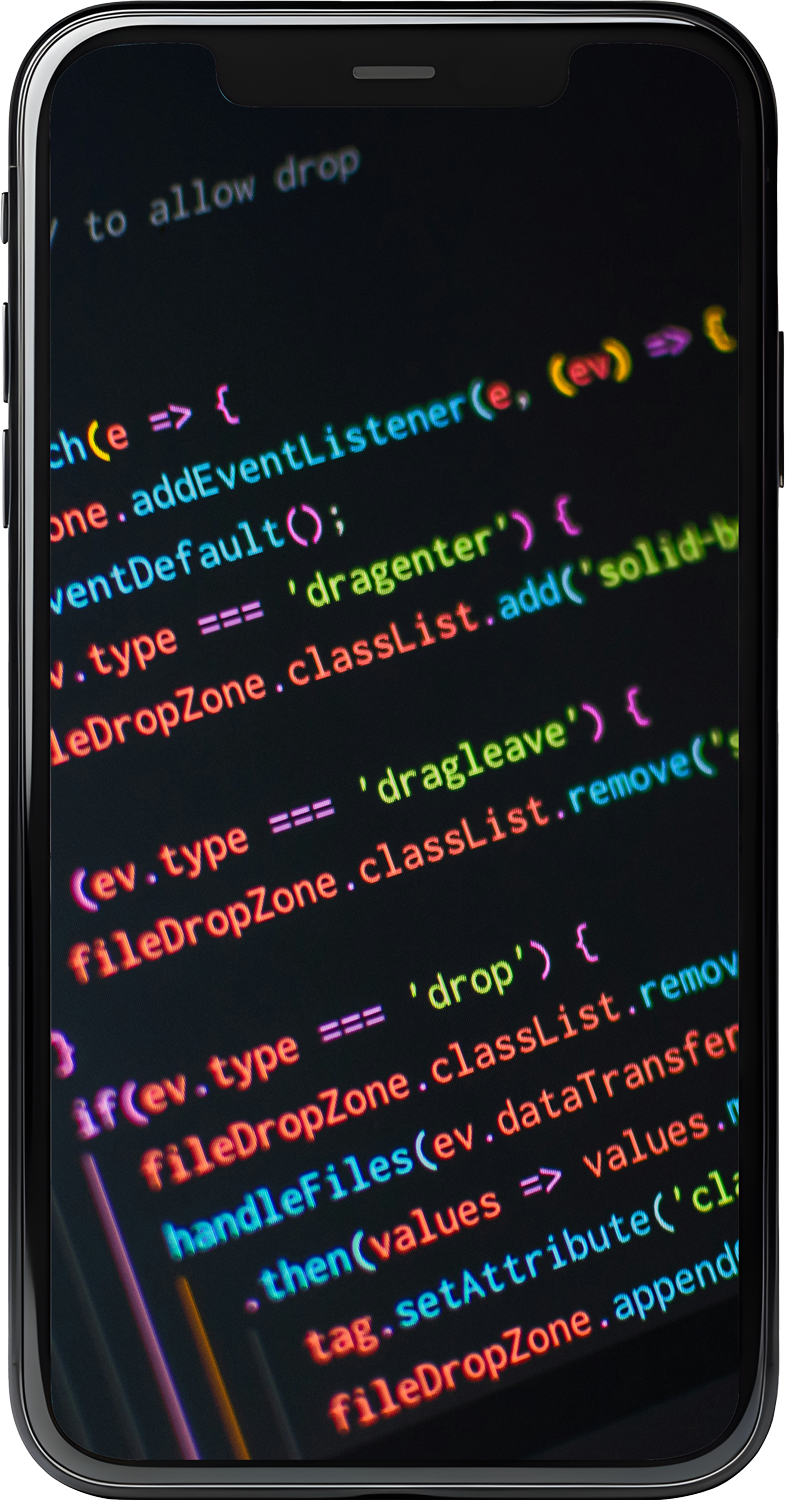 / to allow drop
ch(e => {
one.addEventListener(e, (ev) => {
ventDefault();
v.type === 'dragenter') {
leDropZone.classList.add('solid-b
(ev.type === 'dragleave') {
fileDropZone.classList.remove('s
}
if(ev.type === 'drop') {
fileDropZone.classList.remov
handleFiles(ev.dataTransfer
.then(values => values.m
tag.setAttribute('cla
fileDropZone.append